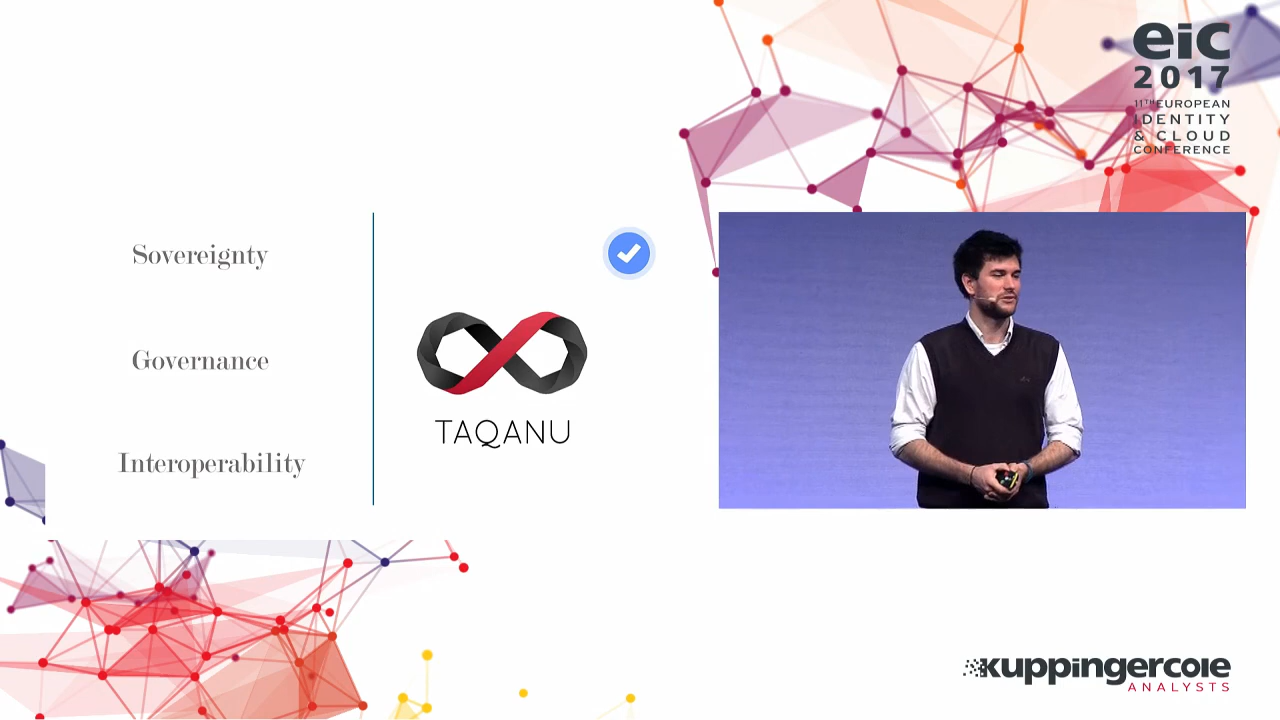 Sovereignty
Governance
Interoperability
TAQANU
eic
2017
11TH EUROPEAN
IDENTITY
& CLOUD
CONFERENCE
kuppingercole
ANALYSTS